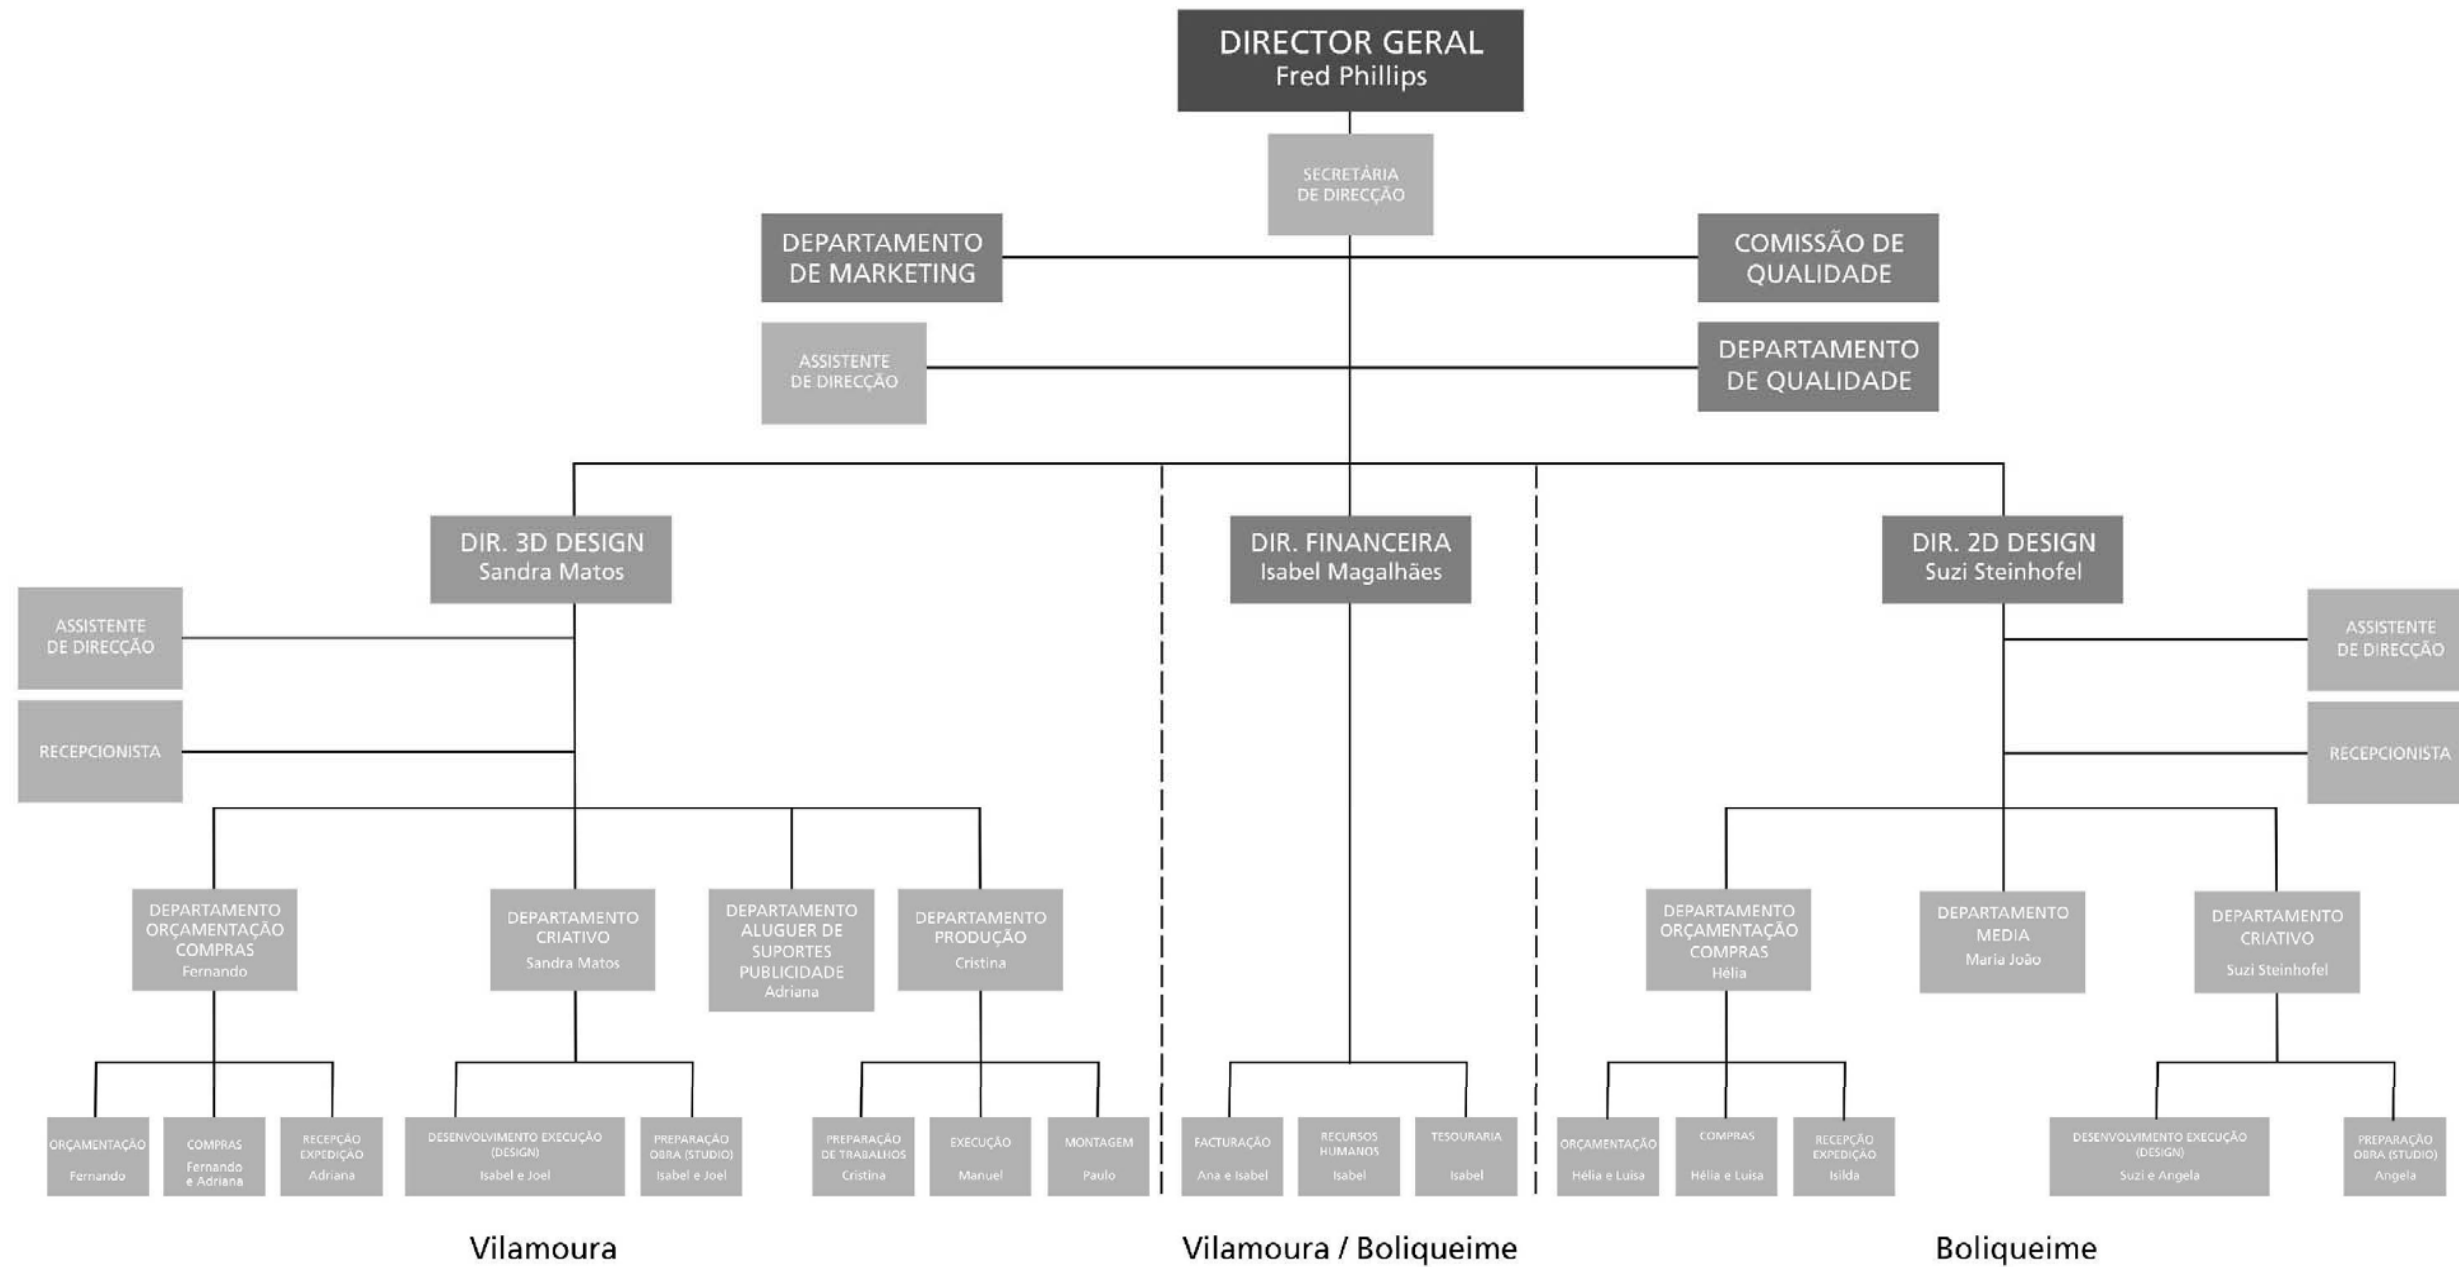 DIRECTOR GERAL
Fred Phillips
SECRETÁRIA
DE DIRECÇÃO
DEPARTAMENTO
DE MARKETING
COMISSÃO DE
QUALIDADE
ASSISTENTE
DE DIRECÇÃO
DEPARTAMENTO
DE QUALIDADE
DIR. 3D DESIGN
Sandra Matos
DIR. FINANCEIRA
Isabel Magalhães
DIR. 2D DESIGN
Suzi Steinhofel
ASSISTENTE
DE DIRECÇÃO
ASSISTENTE
DE DIRECÇÃO
RECEPCIONISTA
RECEPCIONISTA
DEPARTAMENTO
ORÇAMENTAÇÃO
COMPRAS
Fernando
DEPARTAMENTO
CRIATIVO
Sandra Matos
DEPARTAMENTO
ALUGUER DE
SUPORTES
PUBLICIDADE
Adriana
DEPARTAMENTO
PRODUÇÃO
Cristina
DEPARTAMENTO
ORÇAMENTAÇÃO
COMPRAS
Hélia
DEPARTAMENTO
MEDIA
Maria João
DEPARTAMENTO
CRIATIVO
Suzi Steinhofel
ORÇAMENTAÇÃO
Fernando
COMPRAS
Fernando
e Adriana
RECEPÇÃO
EXPEDIÇÃO
Adriana
DESENVOLVIMENTO EXECUÇÃO
(DESIGN)
Isabel e Joel
PREPARAÇÃO
OBRA (STUDIO)
Isabel e Joel
PREPARAÇÃO
DE TRABALHOS
Cristina
EXECUÇÃO
Manuel
MONTAGEM
Paulo
FACTURAÇÃO
Ana e Isabel
RECURSOS
HUMANOS
Isabel
TESOURARIA
Isabel
ORÇAMENTAÇÃO
Hélia e Luisa
COMPRAS
Hélia e Luisa
RECEPÇÃO
EXPEDIÇÃO
Isilda
DESENVOLVIMENTO EXECUÇÃO
(DESIGN)
Suzi e Angela
PREPARAÇÃO
OBRA (STUDIO)
Angela
Vilamoura
Vilamoura / Boliqueime
Boliqueime